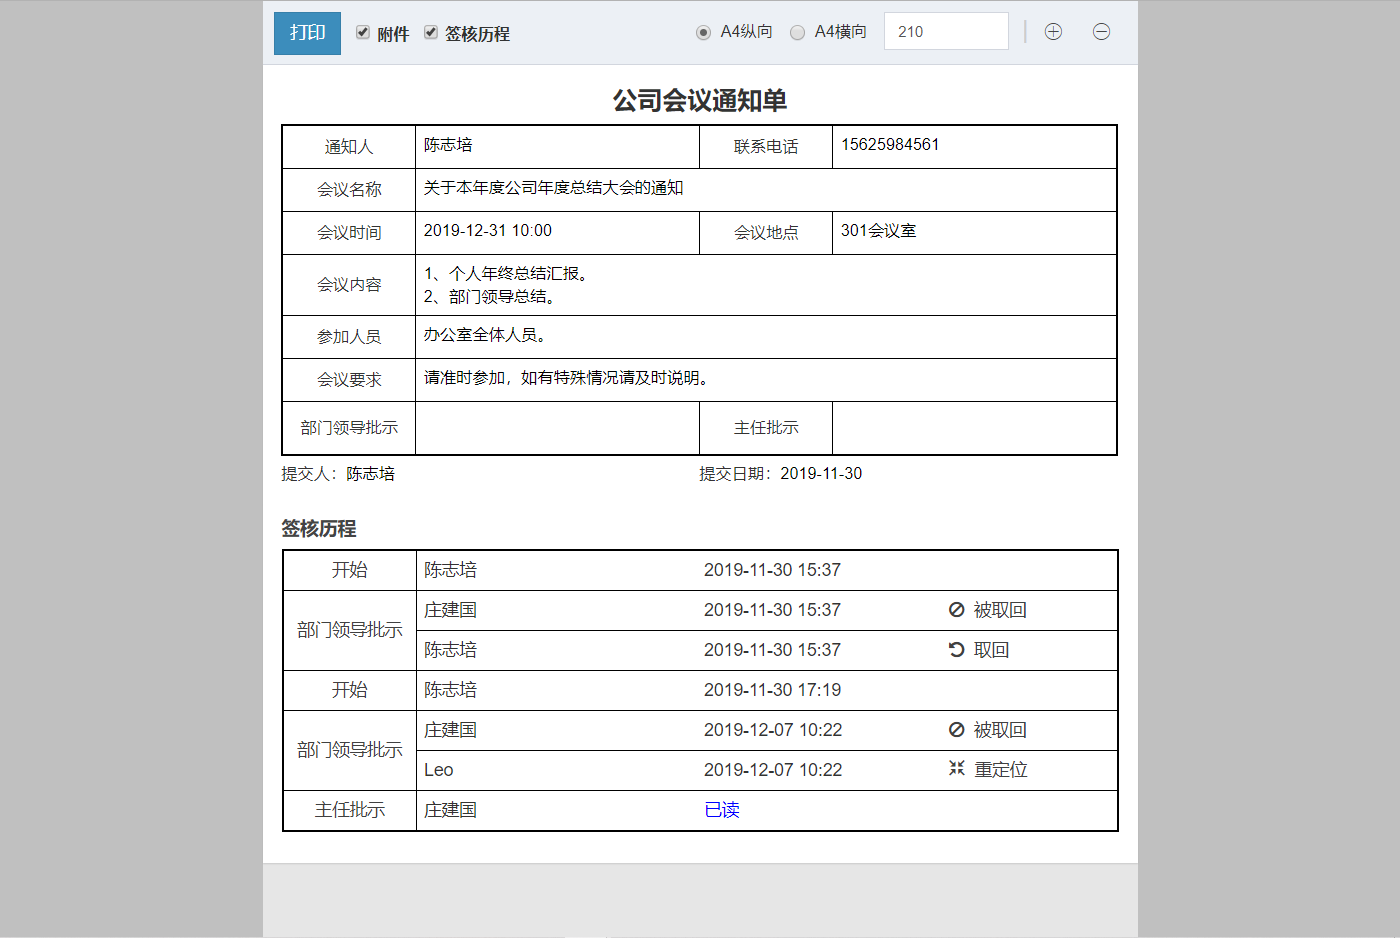 打印 附件 签核历程 A4纵向 A4横向 210
公司会议通知单
通知人 陈志培 联系电话 15625984561
会议名称 关于本年度公司年度总结大会的通知
会议时间 2019-12-31 10:00 会议地点 301会议室
会议内容 1、个人年终总结汇报。
2、部门领导总结。
参加人员 办公室全体人员。
会议要求 请准时参加，如有特殊情况请及时说明。
部门领导批示 主任批示
提交人：陈志培 提交日期：2019-11-30
签核历程
开始 陈志培 2019-11-30 15:37
部门领导批示 庄建国 2019-11-30 15:37 被取回
陈志培 2019-11-30 15:37 取回
开始 陈志培 2019-11-30 17:19
部门领导批示 庄建国 2019-12-07 10:22 被取回
Leo 2019-12-07 10:22 重定位
主任批示 庄建国 已读